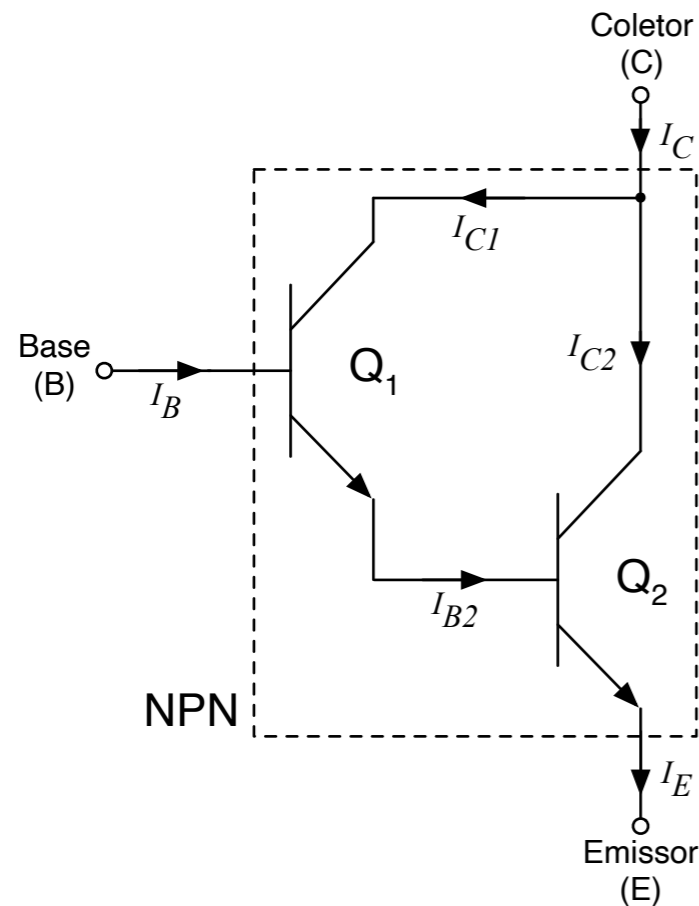 Coletor
(C)
I_C
I_C1
Base
(B)
I_B
Q_1
I_C2
I_B2
Q_2
NPN
I_E
Emissor
(E)